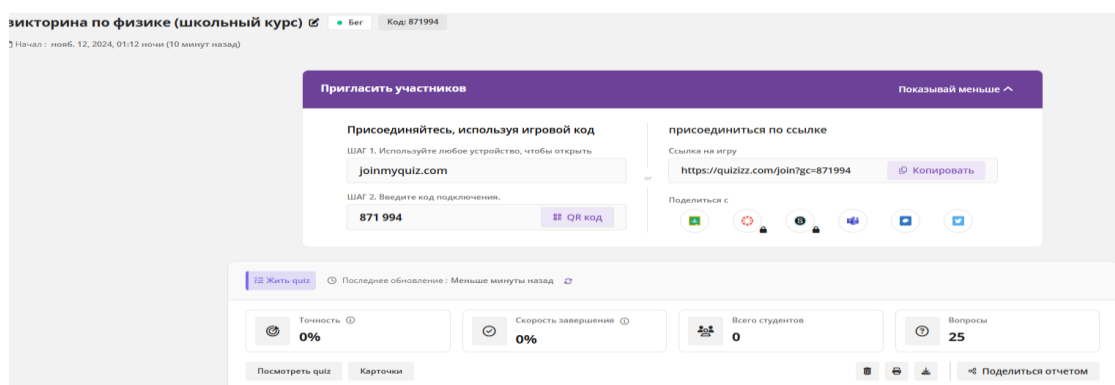 викторина по физике (школьный курс) Бег Код: 871994
Начал : нояб. 12, 2024, 01:12 ночи (10 минут назад)
Пригласить участников Показывай меньше
Присоединяйтесь, используя игровой код
ШАГ 1. Используйте любое устройство, чтобы открыть
joinmyquiz.com
ШАГ 2. Введите код подключения.
871 994 QR код
or
присоединиться по ссылке
Ссылка на игру
https://quizizz.com/join?gc=871994 Копировать
Поделиться с
Жить quiz Последнее обновление : Меньше минуты назад
Точность
0%
Скорость завершения
0%
Всего студентов
0
Вопросы
25
Посмотреть quiz Карточки Поделиться отчетом